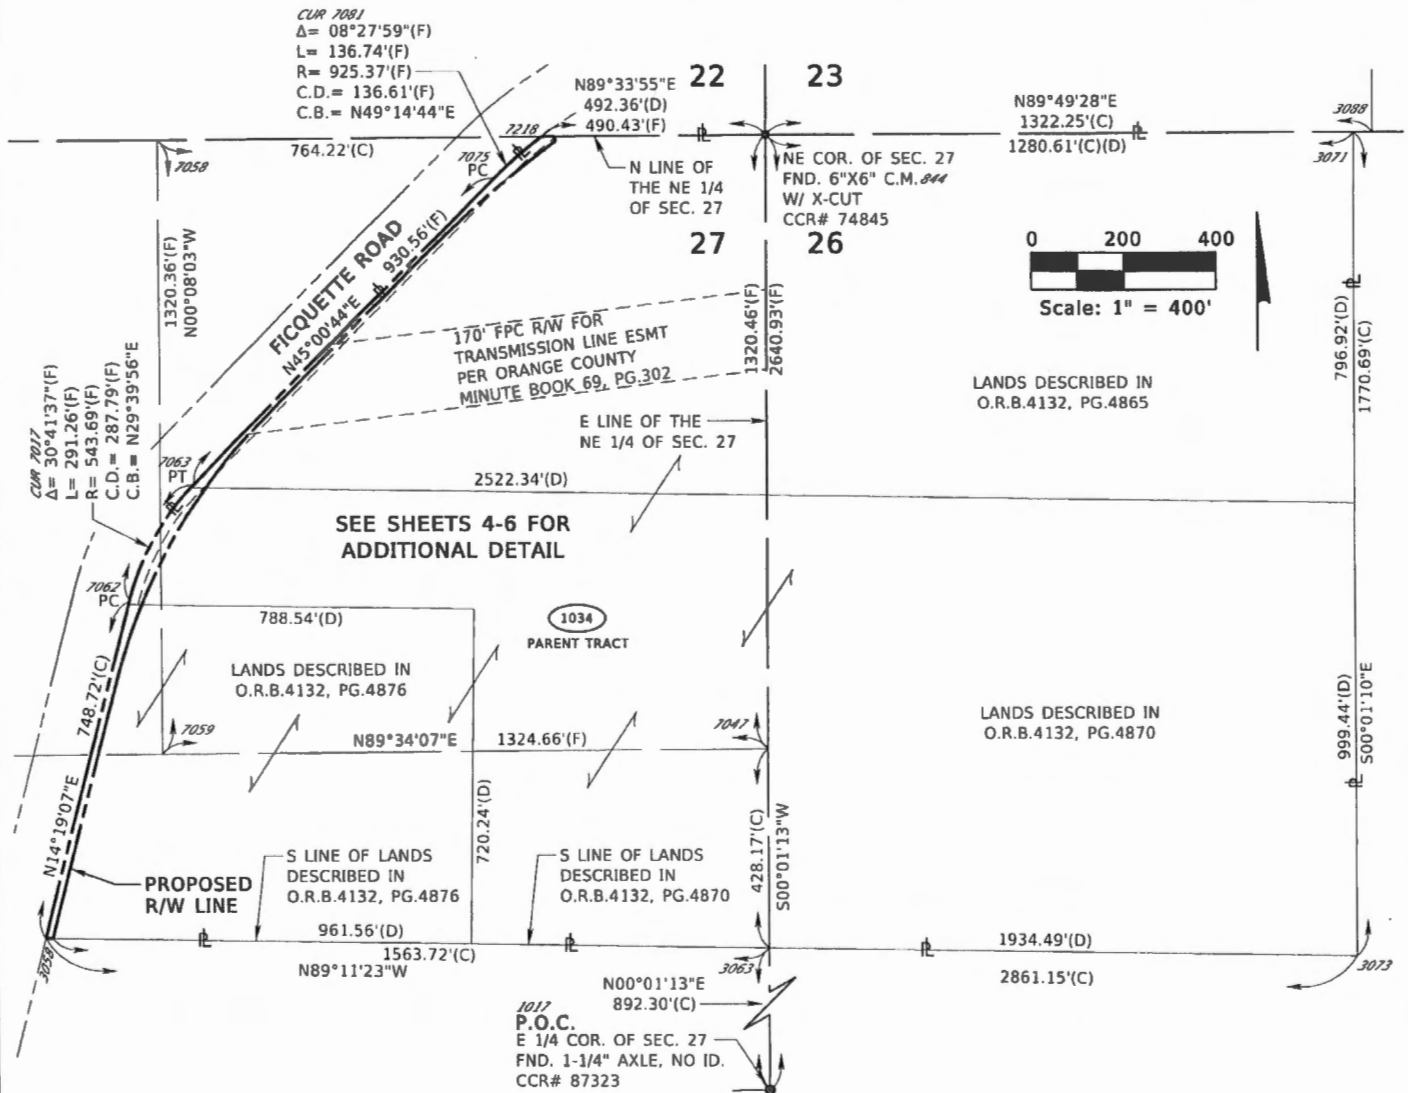 CUR 7081
Δ= 08°27'59"(F)
L= 136.74'(F)
R= 925.37'(F)
C.D.= 136.61'(F)
C.B.= N49°14'44"E
22
23
N89°33'55"E
492.36'(D)
490.43'(F)
N89°49'28"E
1322.25'(C)
1280.61'(C)(D)
3088
3071
7218
764.22'(C)
7058
7075
PC
N LINE OF
THE NE 1/4
OF SEC. 27
NE COR. OF SEC. 27
FND. 6"X6" C.M. 844
W/ X-CUT
CCR# 74845
27
26
0 200 400
Scale: 1" = 400'
FICQUETTE ROAD
930.56'(F)
N45°00'44"E
1320.36'(F)
N00°08'03"W
170' FPC R/W FOR
TRANSMISSION LINE ESMT
PER ORANGE COUNTY
MINUTE BOOK 69, PG.302
1320.46'(F)
2640.93'(F)
796.92'(D)
1770.69'(C)
LANDS DESCRIBED IN
O.R.B.4132, PG.4865
E LINE OF THE
NE 1/4 OF SEC. 27
CUR 7017
Δ= 30°41'37"(F)
L= 291.26'(F)
R= 543.69'(F)
C.D.= 287.79'(F)
C.B.= N29°39'56"E
7063
PT
2522.34'(D)
SEE SHEETS 4-6 FOR
ADDITIONAL DETAIL
7062
PC
788.54'(D)
1034
PARENT TRACT
LANDS DESCRIBED IN
O.R.B.4132, PG.4876
748.72'(C)
N14°19'07"E
7059
N89°34'07"E 1324.66'(F)
7047
LANDS DESCRIBED IN
O.R.B.4132, PG.4870
999.44'(D)
S00°01'10"E
720.24'(D)
428.17'(C)
S00°01'13"W
PROPOSED
R/W LINE
S LINE OF LANDS
DESCRIBED IN
O.R.B.4132, PG.4876
S LINE OF LANDS
DESCRIBED IN
O.R.B.4132, PG.4870
961.56'(D)
1563.72'(C)
N89°11'23"W
3058
3063
1934.49'(D)
2861.15'(C)
3073
N00°01'13"E
892.30'(C)
1017
P.O.C.
E 1/4 COR. OF SEC. 27
FND. 1-1/4" AXLE, NO ID.
CCR# 87323